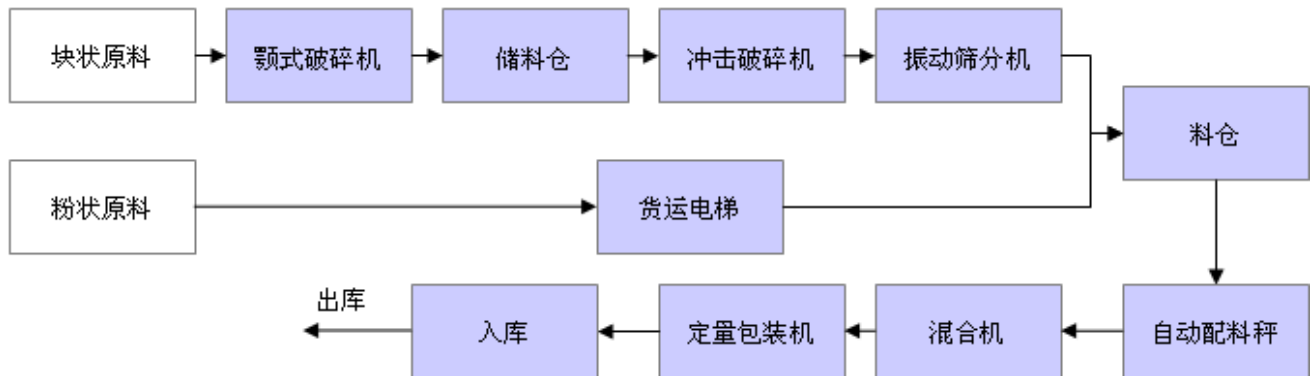 块状原料
颚式破碎机
储料仓
冲击破碎机
振动筛分机
料仓
粉状原料
货运电梯
出库
入库
定量包装机
混合机
自动配料秤